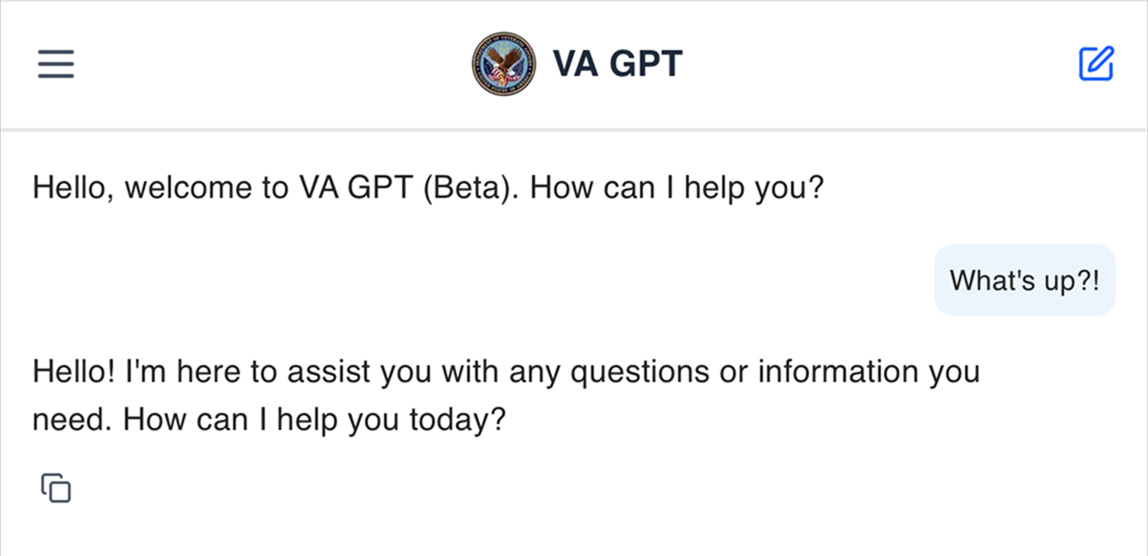 VA GPT
Hello, welcome to VA GPT (Beta). How can I help you?
What's up?!
Hello! I'm here to assist you with any questions or information you
need. How can I help you today?